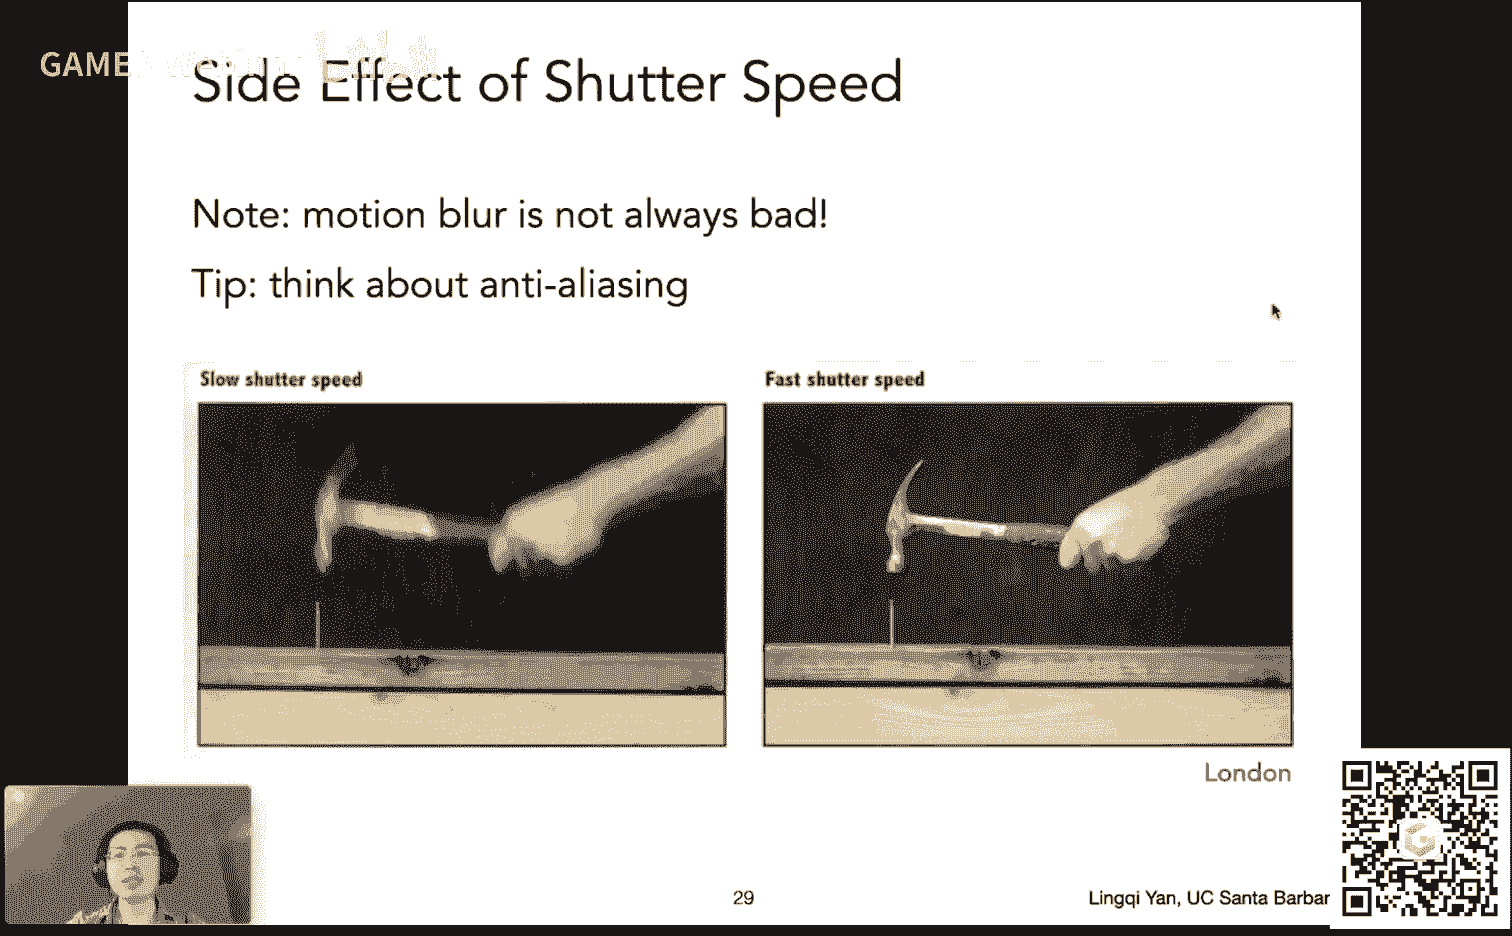 GAME
Side Effect of Shutter Speed
Note: motion blur is not always bad!
Tip: think about anti-aliasing
Slow shutter speed
Fast shutter speed
London
29
Lingqi Yan, UC Santa Barbar